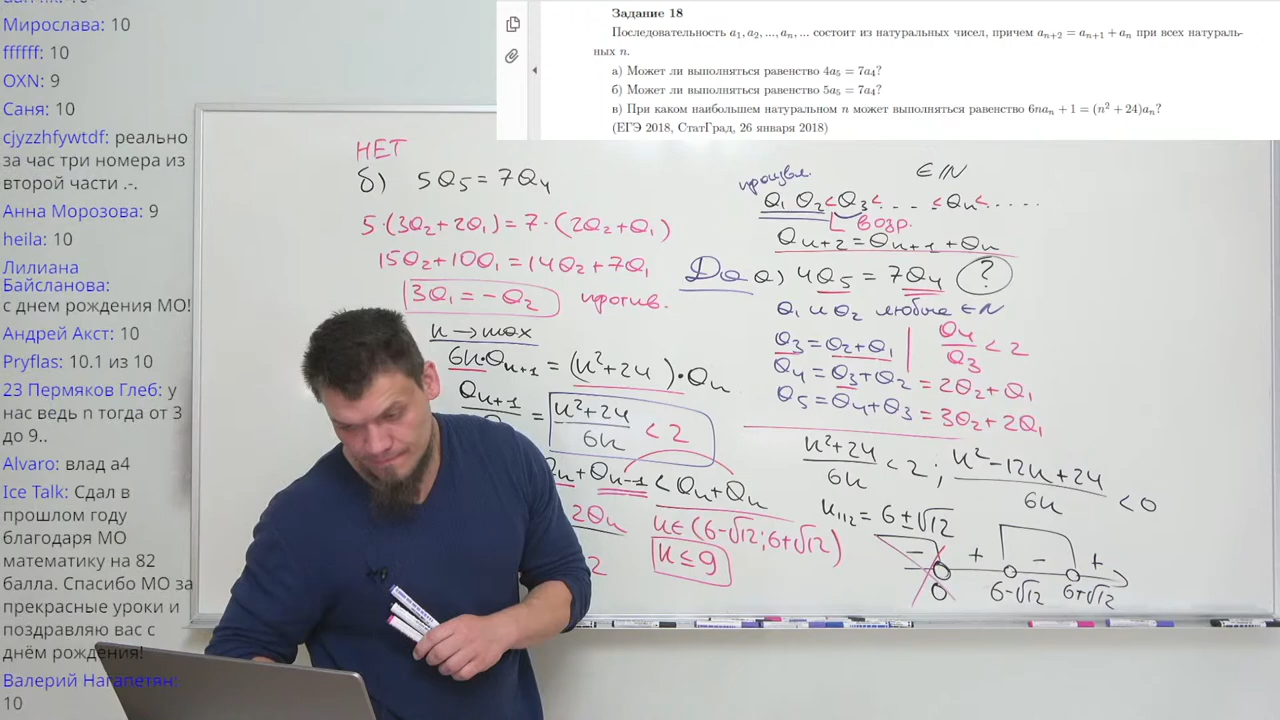 Мирослава: 10
ffffff: 10
OXN: 9
Саня: 10
cjyzzhfywtdf: реально
за час три номера из
второй части .-.
Анна Морозова: 9
heila: 10
Лилиана
Байсланова:
с днем рождения МО!
Андрей Акст: 10
Pryflas: 10.1 из 10
23 Пермяков Глеб: у
нас ведь n тогда от 3
до 9..
Alvaro: влад а4
Ice Talk: Сдал в
прошлом году
благодаря МО
математику на 82
балла. Спасибо МО за
прекрасные уроки и
поздравляю вас с
днём рождения!
Валерий Нагапетян:
10
Задание 18
Последовательность a₁, a₂, ..., aₙ, ... состоит из натуральных чисел, причем aₙ₊₂ = aₙ₊₁ + aₙ при всех натураль-
ных n.
а) Может ли выполняться равенство 4a₅ = 7a₄?
б) Может ли выполняться равенство 5a₅ = 7a₄?
в) При каком наибольшем натуральном n может выполняться равенство 6naₙ + 1 = (n² + 24)aₙ?
(ЕГЭ 2018, СтатГрад, 26 января 2018)
НЕТ
б) 5a₅ = 7a₄
5·(3a₂+2a₁) = 7·(2a₂+a₁)
15a₂+10a₁=14a₂+7a₁
3a₁ = -a₂ против.
n → max
6n·aₙ₊₁ = (n²+24)·aₙ
aₙ₊₁ = n²+24 / 6n < 2
aₙ+aₙ₋₁ < aₙ+aₙ
2aₙ
n∈(6-√12; 6+√12)
2
n ≤ 9
произвл. ∈ℕ
a₁ a₂ < a₃ < . . . . < aₙ < . . . . .
возр.
aₙ₊₂ = aₙ₊₁ + aₙ
Да а) 4a₅ = 7a₄ ?
a₁ и a₂ любые ∈ℕ
a₃ = a₂+a₁
a₄ / a₃ < 2
a₄ = a₃+a₂ = 2a₂+a₁
a₅ = a₄+a₃ = 3a₂+2a₁
n²+24 / 6n < 2 ; n²-12n+24 / 6n < 0
n₁,₂ = 6±√12
− + − +
0 6-√12 6+√12